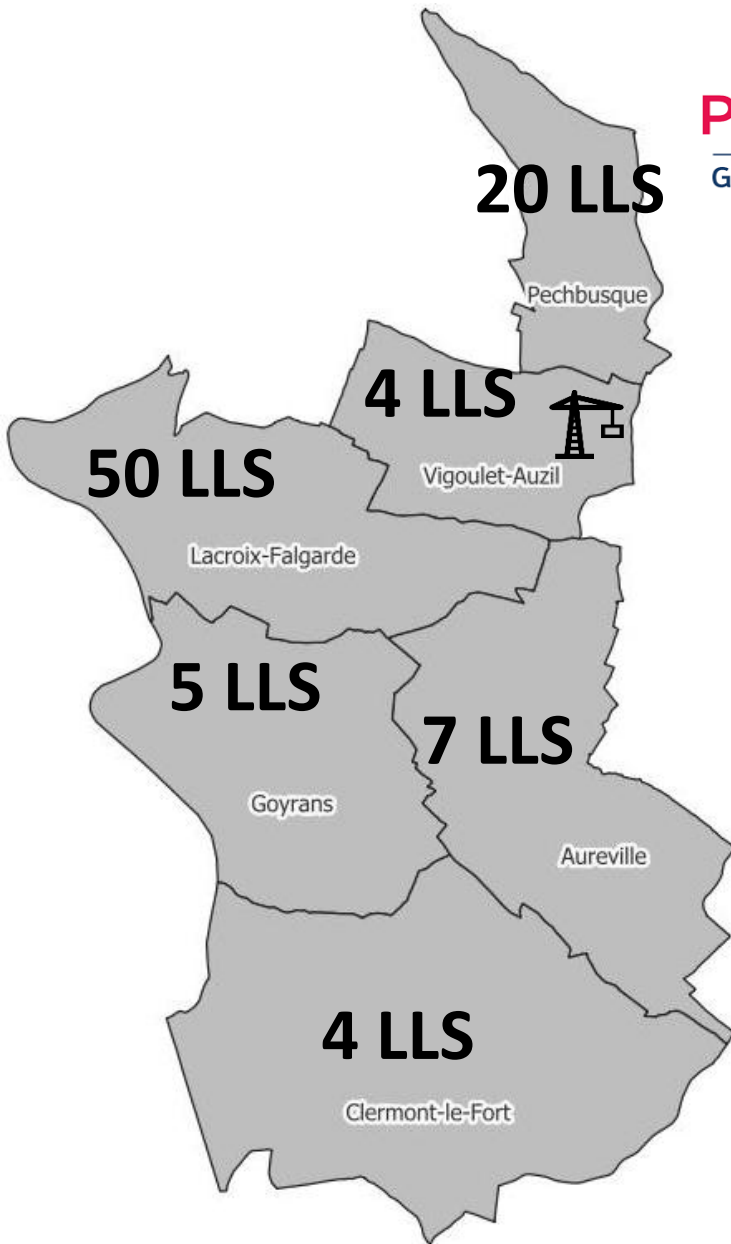 P
G
20 LLS
Pechbusque
4 LLS
Vigoulet-Auzil
50 LLS
Lacroix-Falgarde
5 LLS
Goyrans
7 LLS
Aureville
4 LLS
Clermont-le-Fort